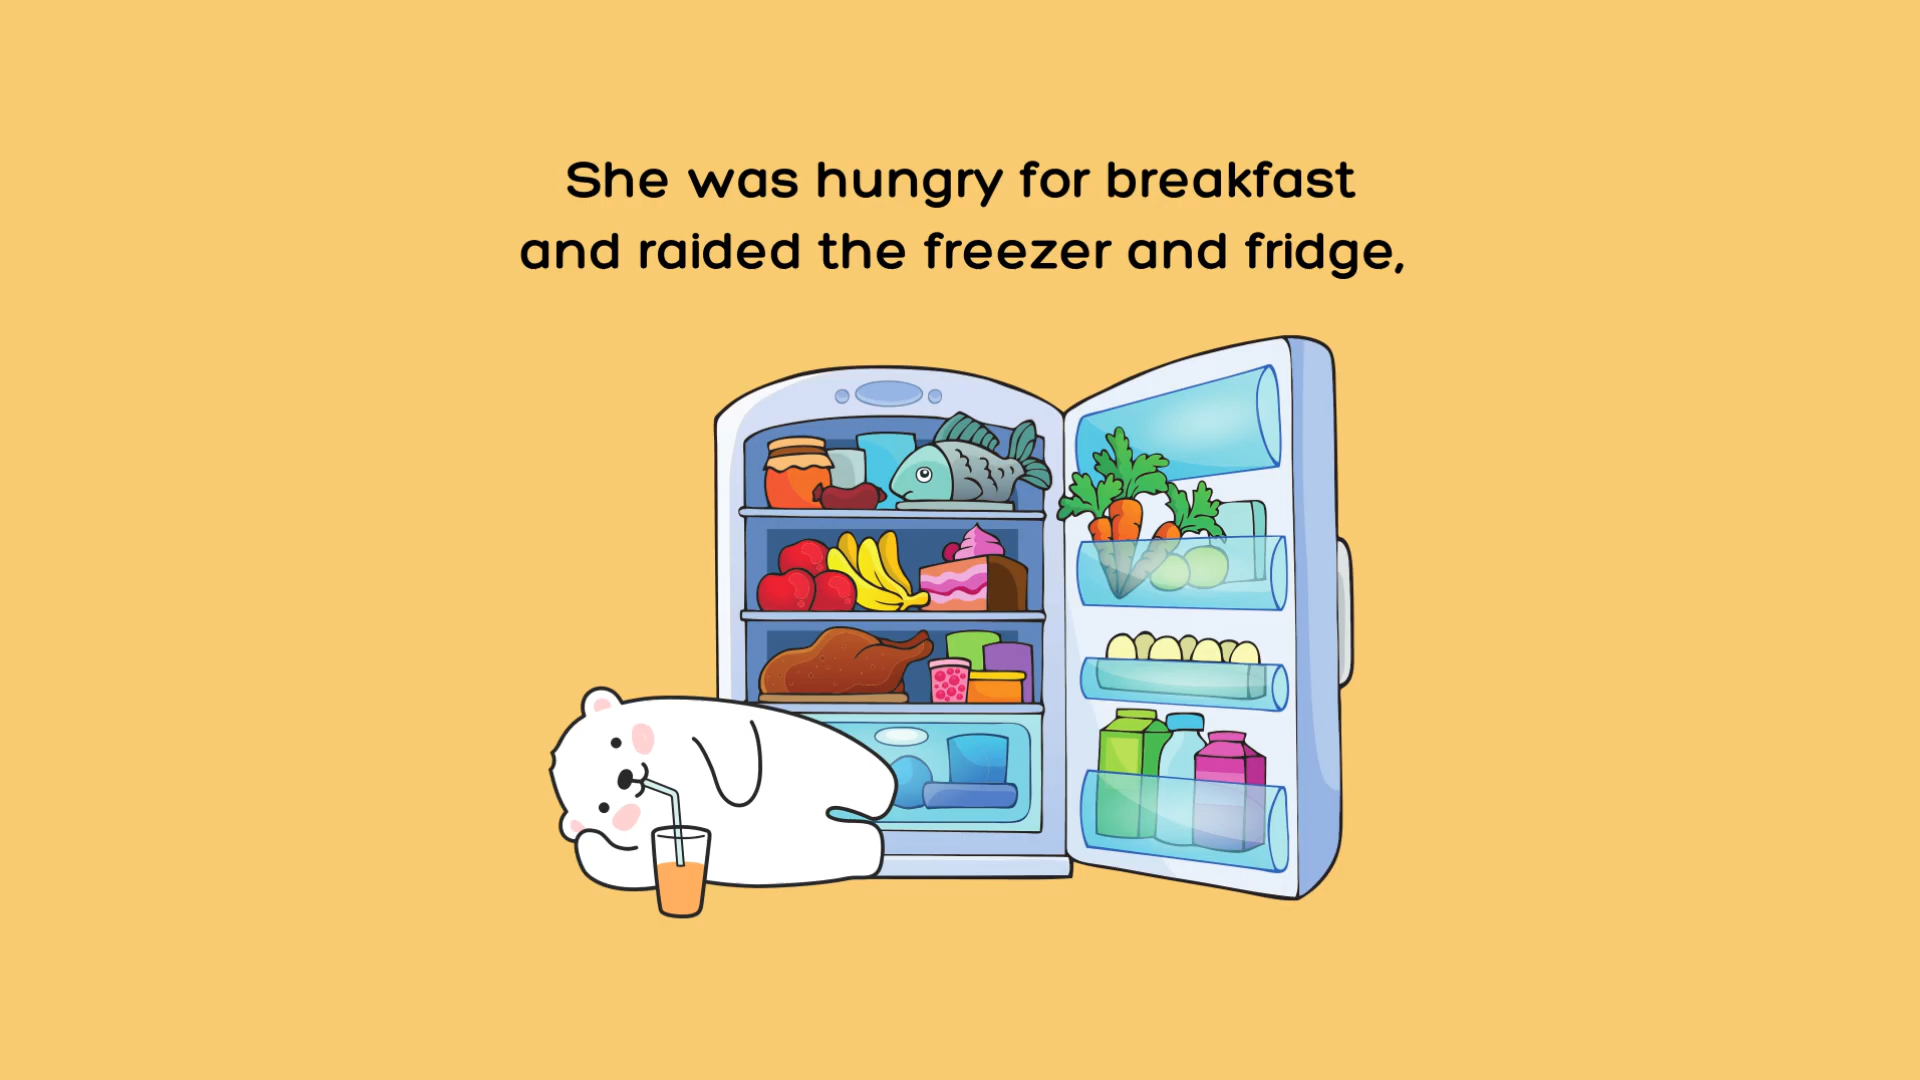 She was hungry for breakfast
and raided the freezer and fridge,